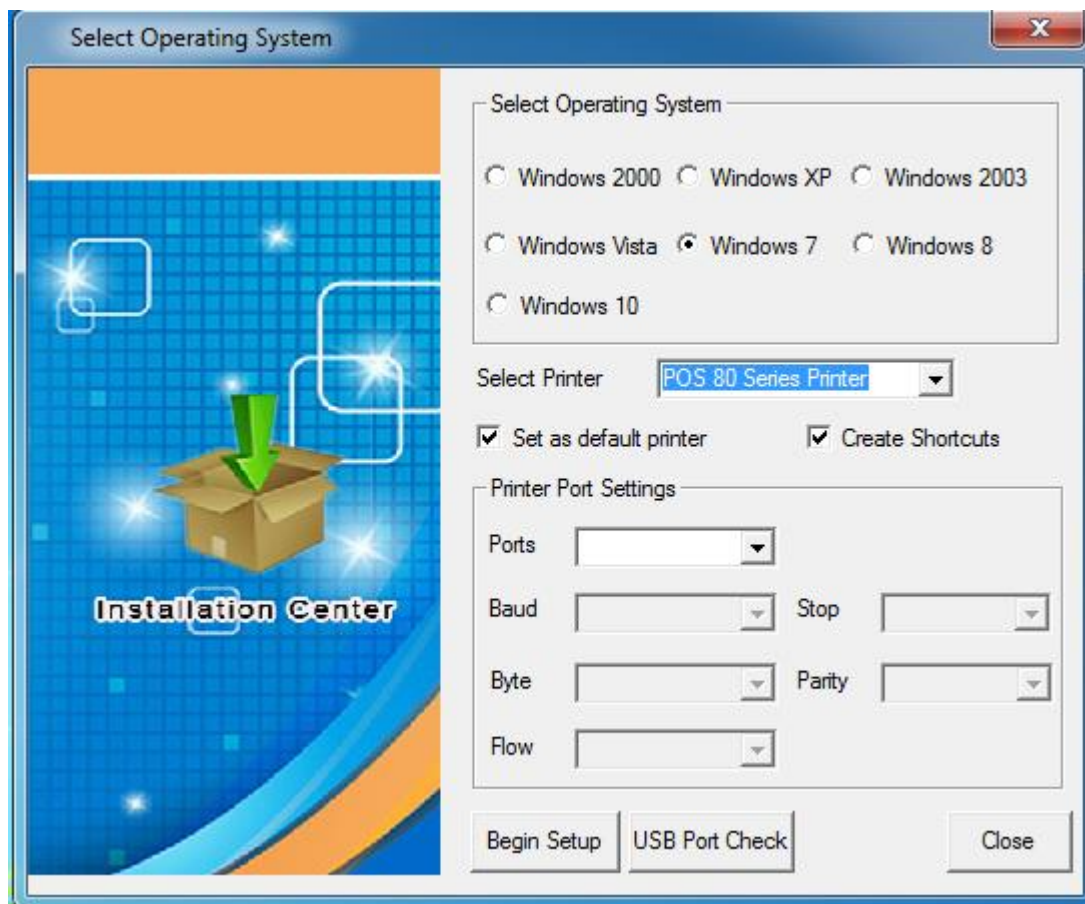 Select Operating System
Select Operating System
Windows 2000 Windows XP Windows 2003
Windows Vista Windows 7 Windows 8
Windows 10
Select Printer POS 80 Series Printer
Set as default printer Create Shortcuts
Printer Port Settings
Ports
Baud Stop
Byte Parity
Flow
Installation Center
Begin Setup USB Port Check Close